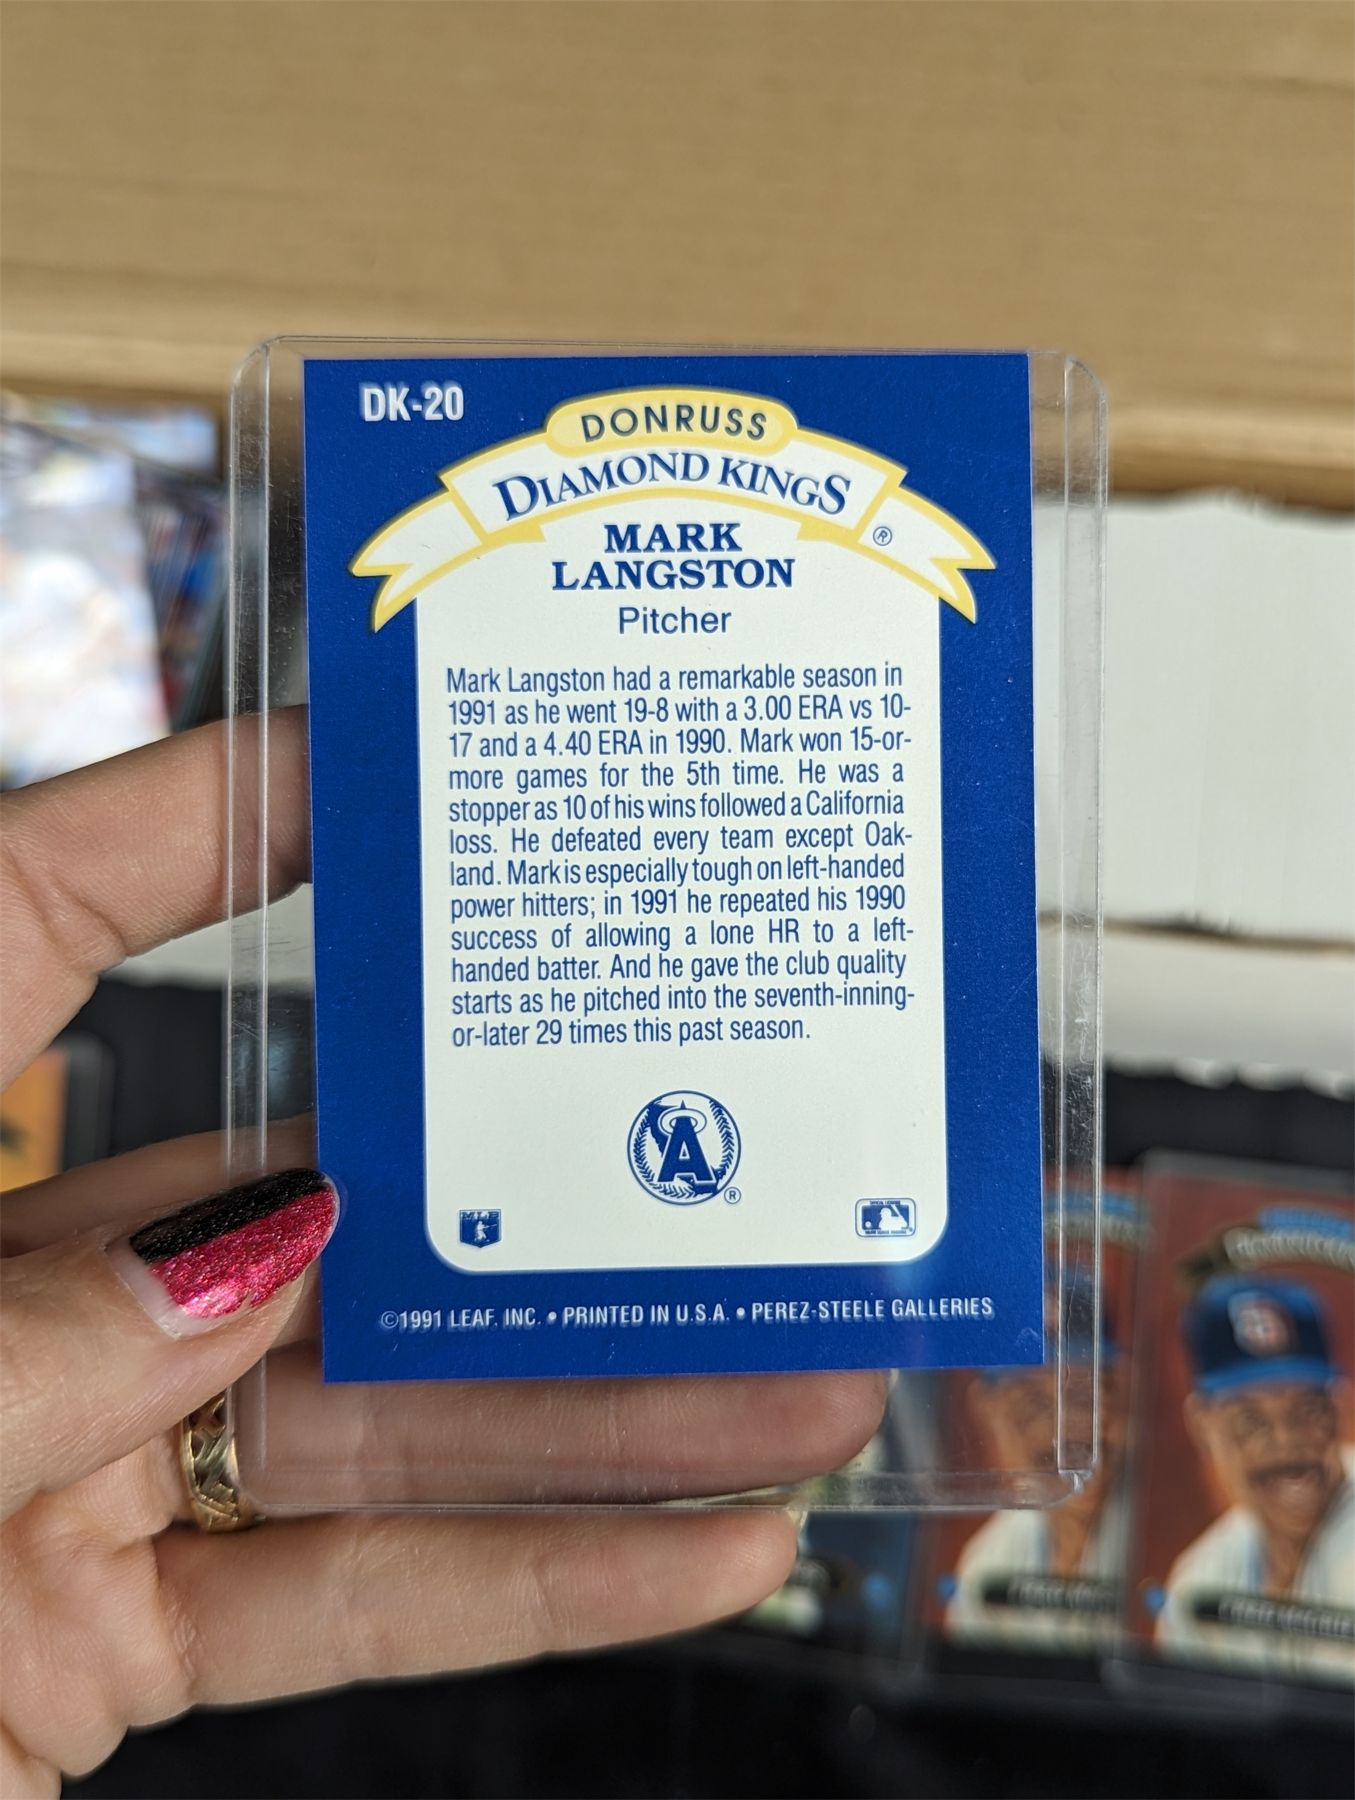 DK-20
DONRUSS
DIAMOND KINGS
®
MARK
LANGSTON
Pitcher
Mark Langston had a remarkable season in
1991 as he went 19-8 with a 3.00 ERA vs 10-
17 and a 4.40 ERA in 1990. Mark won 15-or-
more games for the 5th time. He was a
stopper as 10 of his wins followed a California
loss. He defeated every team except Oak-
land. Mark is especially tough on left-handed
power hitters; in 1991 he repeated his 1990
success of allowing a lone HR to a left-
handed batter. And he gave the club quality
starts as he pitched into the seventh-inning-
or-later 29 times this past season.
A
®
©1991 LEAF, INC. • PRINTED IN U.S.A. • PEREZ-STEELE GALLERIES